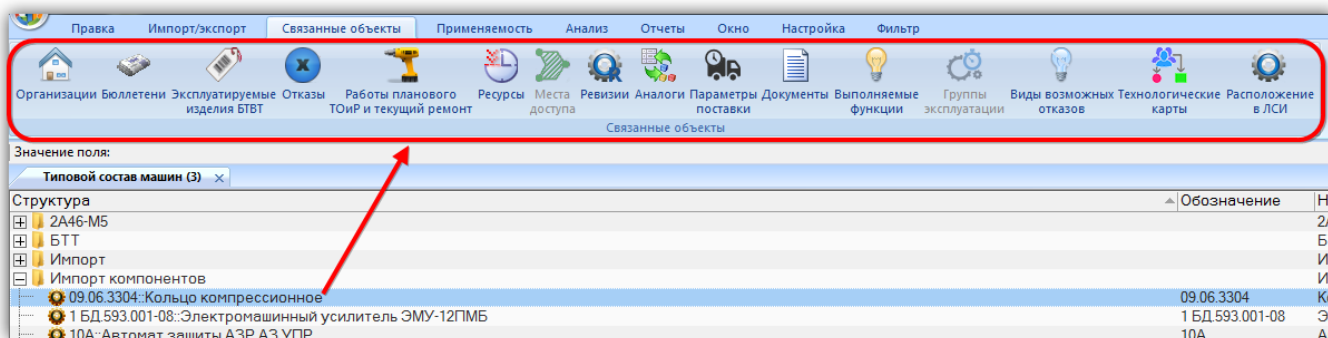 Правка Импорт/экспорт Связанные объекты Применяемость Анализ Отчеты Окно Настройка Фильтр
Организации Бюллетени Эксплуатируемые изделия БТВТ Отказы Работы планового ТОиР и текущий ремонт Ресурсы Места доступа Ревизии Аналоги Параметры поставки Документы Выполняемые функции Группы эксплуатации Виды возможных отказов Технологические карты Расположение в ЛСИ
Связанные объекты
Значение поля:
Типовой состав машин (3)
Структура Обозначение
2А46-М5
БТТ
Импорт
Импорт компонентов
09.06.3304::Кольцо компрессионное 09.06.3304
1 БД.593.001-08::Электромашинный усилитель ЭМУ-12ПМБ 1 БД.593.001-08
10А::Автомат защиты АЗР АЗ УПР 10А